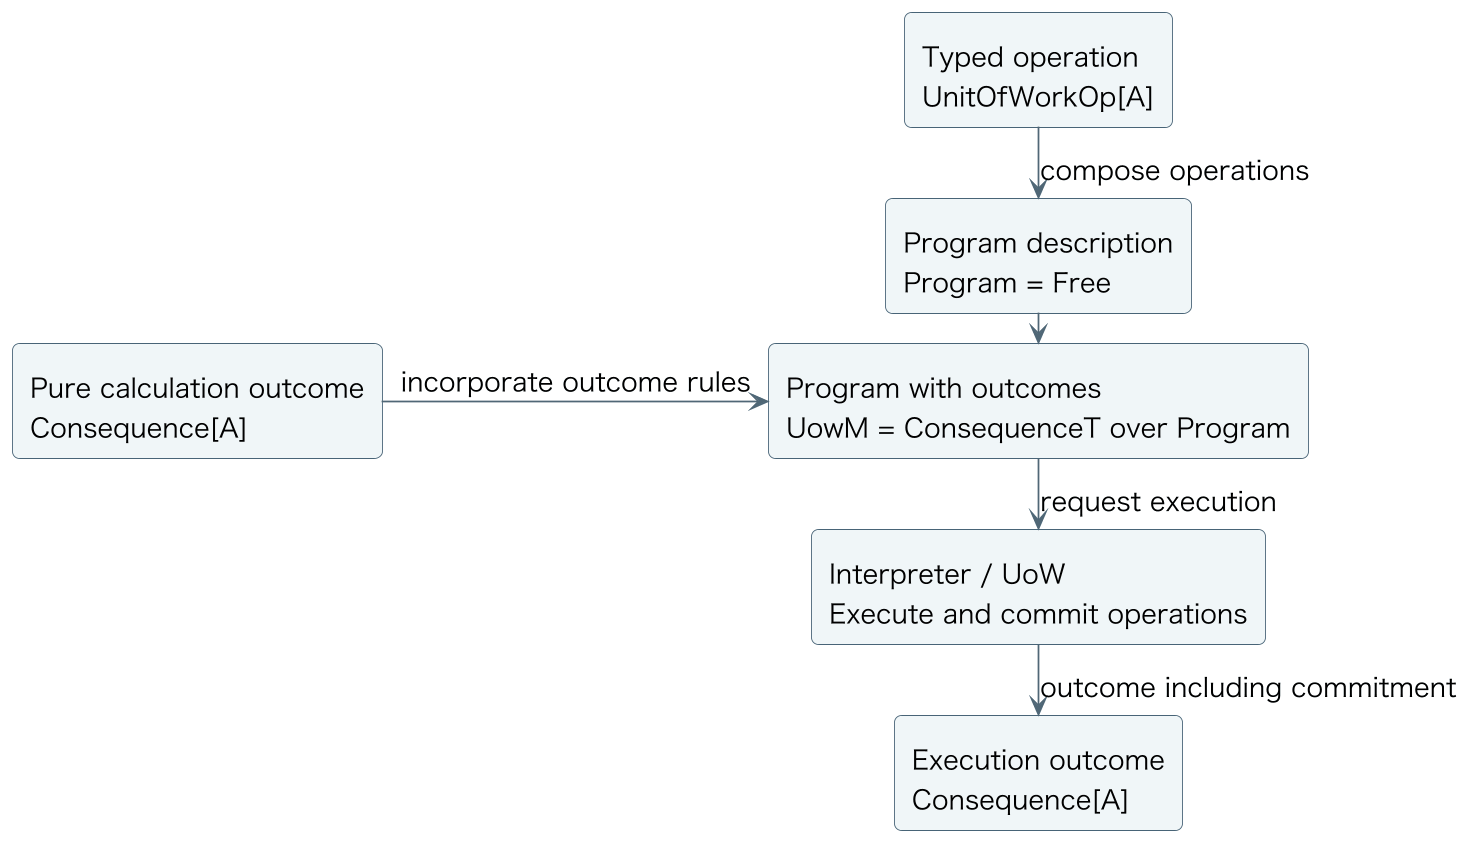 Typed operation
UnitOfWorkOp[A]
compose operations
Program description
Program = Free
Pure calculation outcome
Consequence[A]
incorporate outcome rules
Program with outcomes
UowM = ConsequenceT over Program
request execution
Interpreter / UoW
Execute and commit operations
outcome including commitment
Execution outcome
Consequence[A]